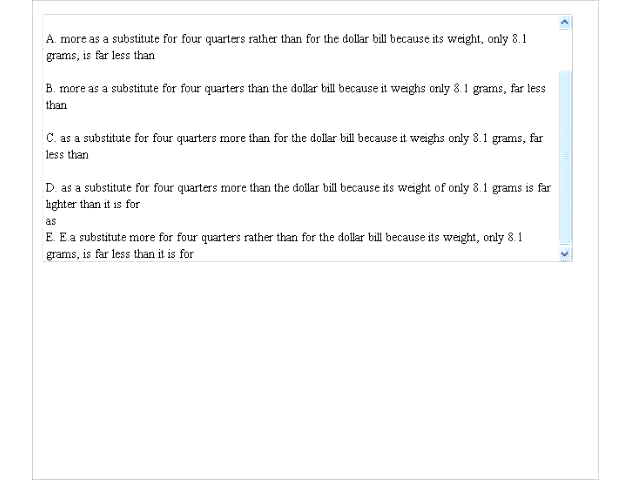 A. more as a substitute for four quarters rather than for the dollar bill because its weight, only 8.1
grams, is far less than
B. more as a substitute for four quarters than the dollar bill because it weighs only 8.1 grams, far less
than
C. as a substitute for four quarters more than for the dollar bill because it weighs only 8.1 grams, far
less than
D. as a substitute for four quarters more than the dollar bill because its weight of only 8.1 grams is far
lighter than it is for
as
E. E.a substitute more for four quarters rather than for the dollar bill because its weight, only 8.1
grams, is far less than it is for